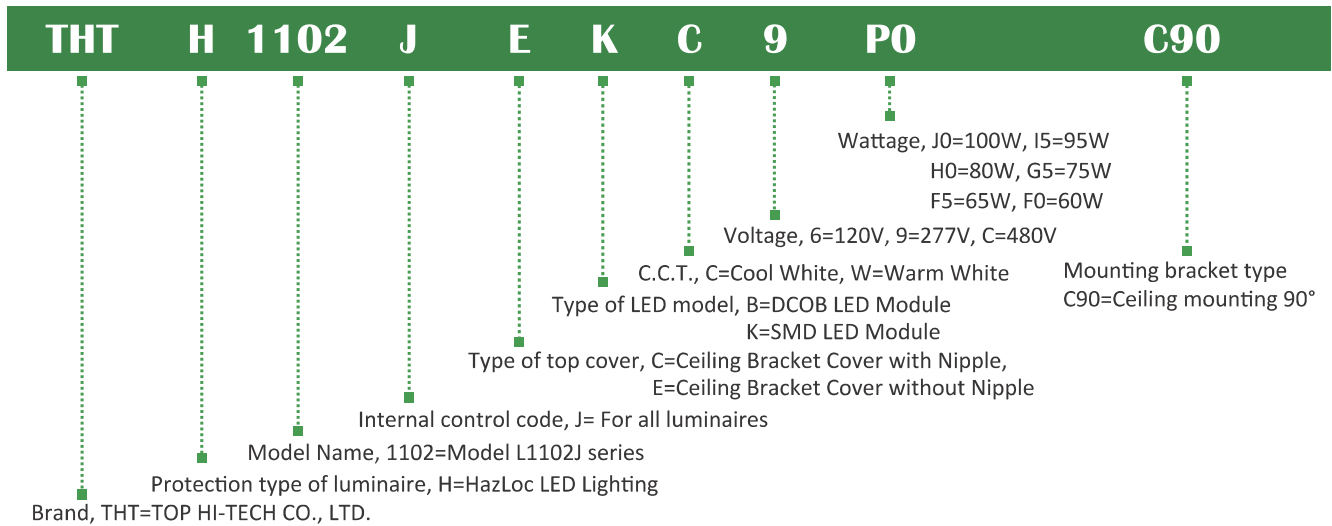 THT H 1102 J E K C 9 P0 C90
Wattage, J0=100W, I5=95W
H0=80W, G5=75W
F5=65W, F0=60W
Voltage, 6=120V, 9=277V, C=480V
C.C.T., C=Cool White, W=Warm White
Mounting bracket type
C90=Ceiling mounting 90°
Type of LED model, B=DCOB LED Module
K=SMD LED Module
Type of top cover, C=Ceiling Bracket Cover with Nipple,
E=Ceiling Bracket Cover without Nipple
Internal control code, J= For all luminaires
Model Name, 1102=Model L1102J series
Protection type of luminaire, H=HazLoc LED Lighting
Brand, THT=TOP HI-TECH CO., LTD.